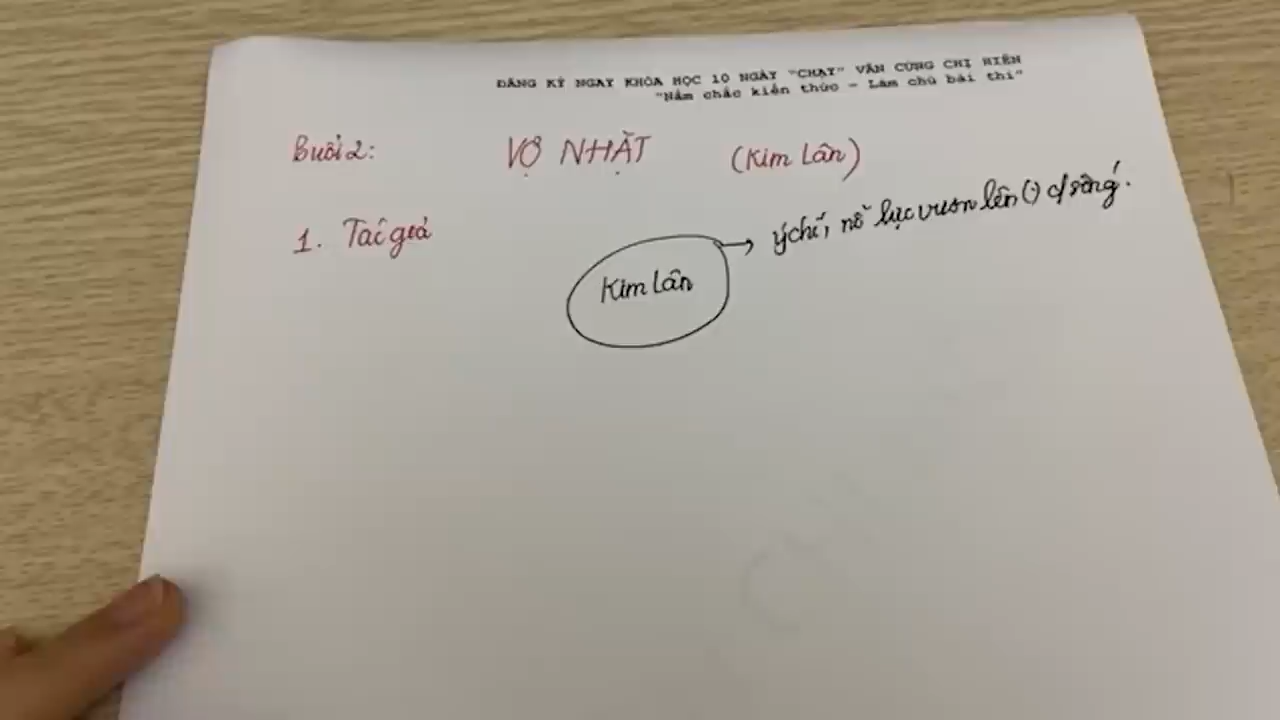 ĐĂNG KÝ NGAY KHÓA HỌC 10 NGÀY "CHẠY" VĂN CÙNG CHỊ HIÊN
"Nắm chắc kiến thức - Làm chủ bài thi"
Buổi 2: VỢ NHẶT (Kim Lân)
1. Tác giả
Kim Lân → ý chí, nỗ lực vươn lên (.) c/sống.